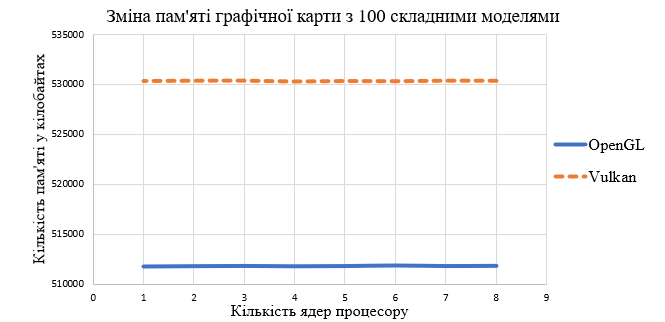 Зміна пам'яті графічної карти з 100 складними моделями
Кількість пам'яті у кілобайтах
535000
530000
525000
520000
515000
510000
0 1 2 3 4 5 6 7 8 9
Кількість ядер процесору
OpenGL
Vulkan